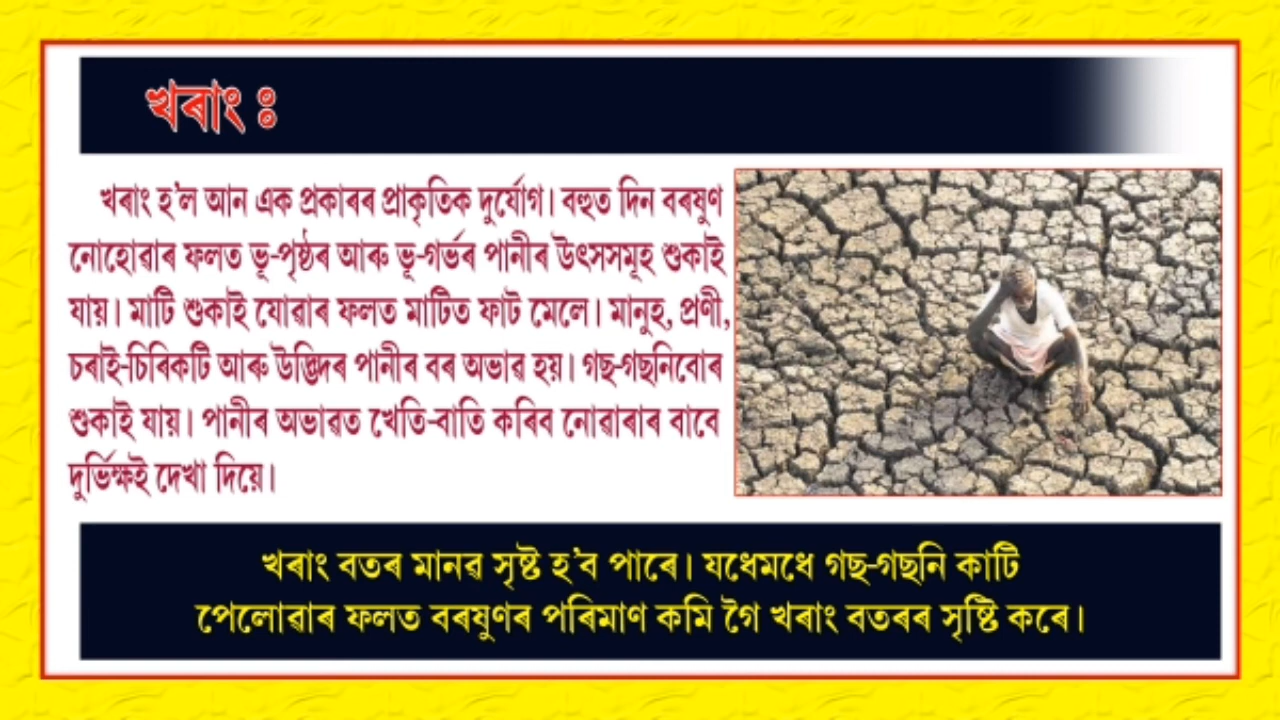 খৰাং ঃ
খৰাং হ'ল আন এক প্ৰকাৰৰ প্ৰাকৃতিক দুৰ্যোগ। বহুত দিন বৰষুণ
নোহোৱাৰ ফলত ভূ-পৃষ্ঠৰ আৰু ভূ-গৰ্ভৰ পানীৰ উৎসসমূহ শুকাই
যায়। মাটি শুকাই যোৱাৰ ফলত মাটিত ফাট মেলে। মানুহ, প্ৰণী,
চৰাই-চিৰিকটি আৰু উদ্ভিদৰ পানীৰ বৰ অভাৱ হয়। গছ-গছনিবোৰ
শুকাই যায়। পানীৰ অভাৱত খেতি-বাতি কৰিব নোৱাৰাৰ বাবে
দুৰ্ভিক্ষই দেখা দিয়ে।
খৰাং বতৰ মানৱ সৃষ্ট হ'ব পাৰে। যধেমধে গছ-গছনি কাটি
পেলোৱাৰ ফলত বৰষুণৰ পৰিমাণ কমি গৈ খৰাং বতৰৰ সৃষ্টি কৰে।